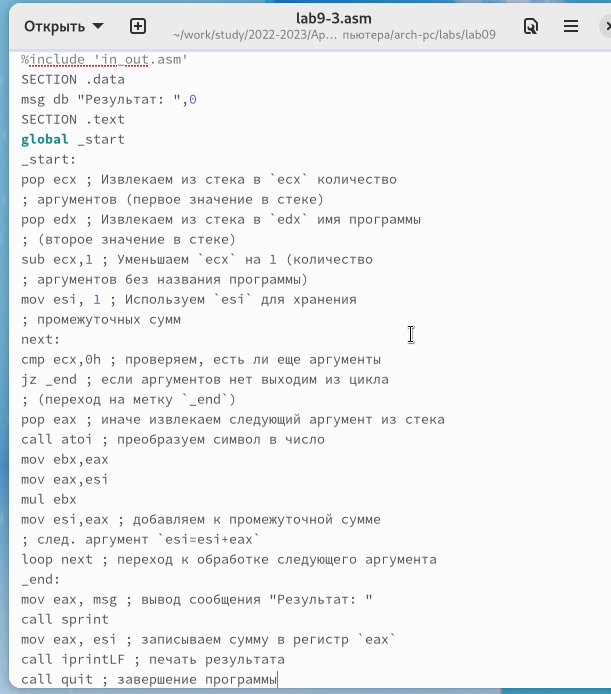 Открыть
lab9-3.asm
~/work/study/2022-2023/Ар... пьютера/arch-pc/labs/lab09
%include 'in_out.asm'
SECTION .data
msg db "Результат: ",0
SECTION .text
global _start
_start:
pop ecx ; Извлекаем из стека в `ecx` количество
; аргументов (первое значение в стеке)
pop edx ; Извлекаем из стека в `edx` имя программы
; (второе значение в стеке)
sub ecx,1 ; Уменьшаем `ecx` на 1 (количество
; аргументов без названия программы)
mov esi, 1 ; Используем `esi` для хранения
; промежуточных сумм
next:
cmp ecx,0h ; проверяем, есть ли еще аргументы
jz _end ; если аргументов нет выходим из цикла
; (переход на метку `_end`)
pop eax ; иначе извлекаем следующий аргумент из стека
call atoi ; преобразуем символ в число
mov ebx,eax
mov eax,esi
mul ebx
mov esi,eax ; добавляем к промежуточной сумме
; след. аргумент `esi=esi+eax`
loop next ; переход к обработке следующего аргумента
_end:
mov eax, msg ; вывод сообщения "Результат: "
call sprint
mov eax, esi ; записываем сумму в регистр `eax`
call iprintLF ; печать результата
call quit ; завершение программы